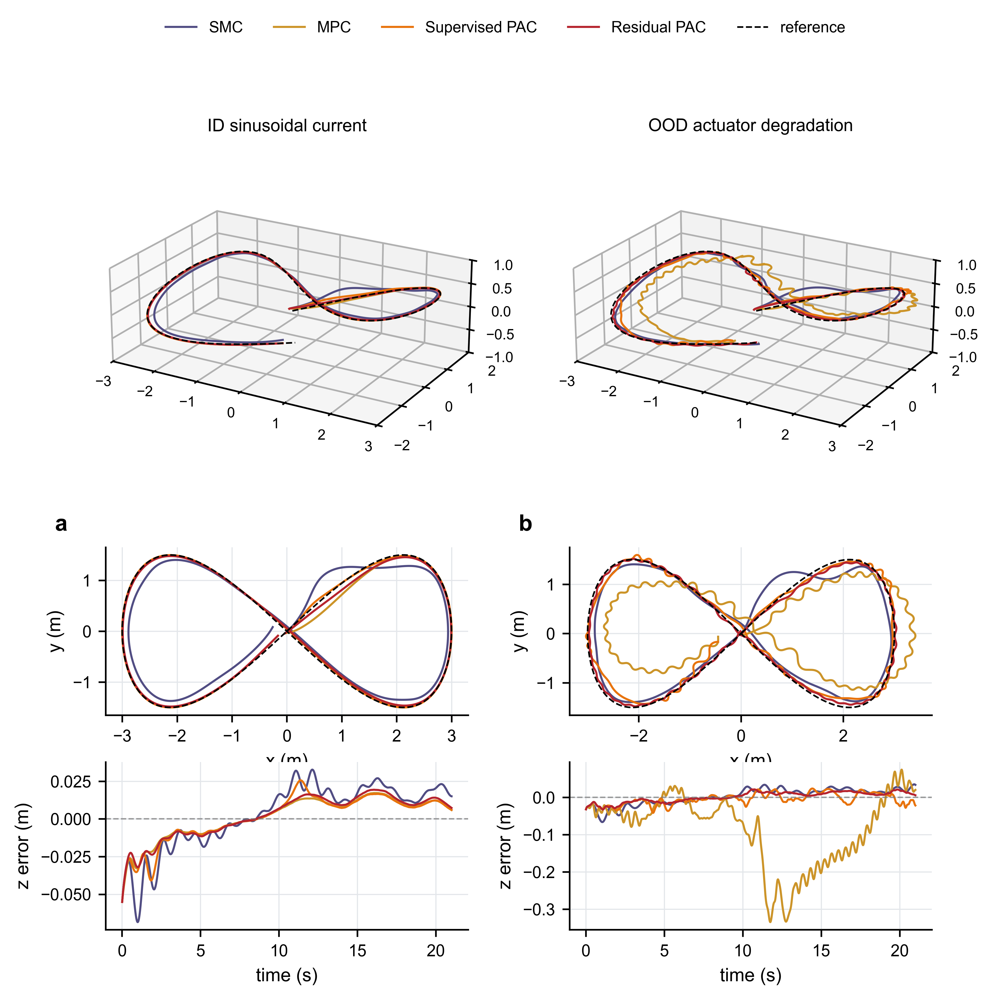 SMC MPC Supervised PAC Residual PAC reference
ID sinusoidal current OOD actuator degradation
1.0
0.5
0.0
−0.5
−1.0
−3 −2 −1 0 1 2 3
−2 −1 0 1 2
1.0
0.5
0.0
−0.5
−1.0
−3 −2 −1 0 1 2 3
−2 −1 0 1 2
a
1
0
−1
y (m)
−3 −2 −1 0 1 2 3
x (m)
b
1
0
−1
y (m)
−2 0 2
x (m)
0.025
0.000
−0.025
−0.050
z error (m)
0 5 10 15 20
time (s)
0.0
−0.1
−0.2
−0.3
z error (m)
0 5 10 15 20
time (s)